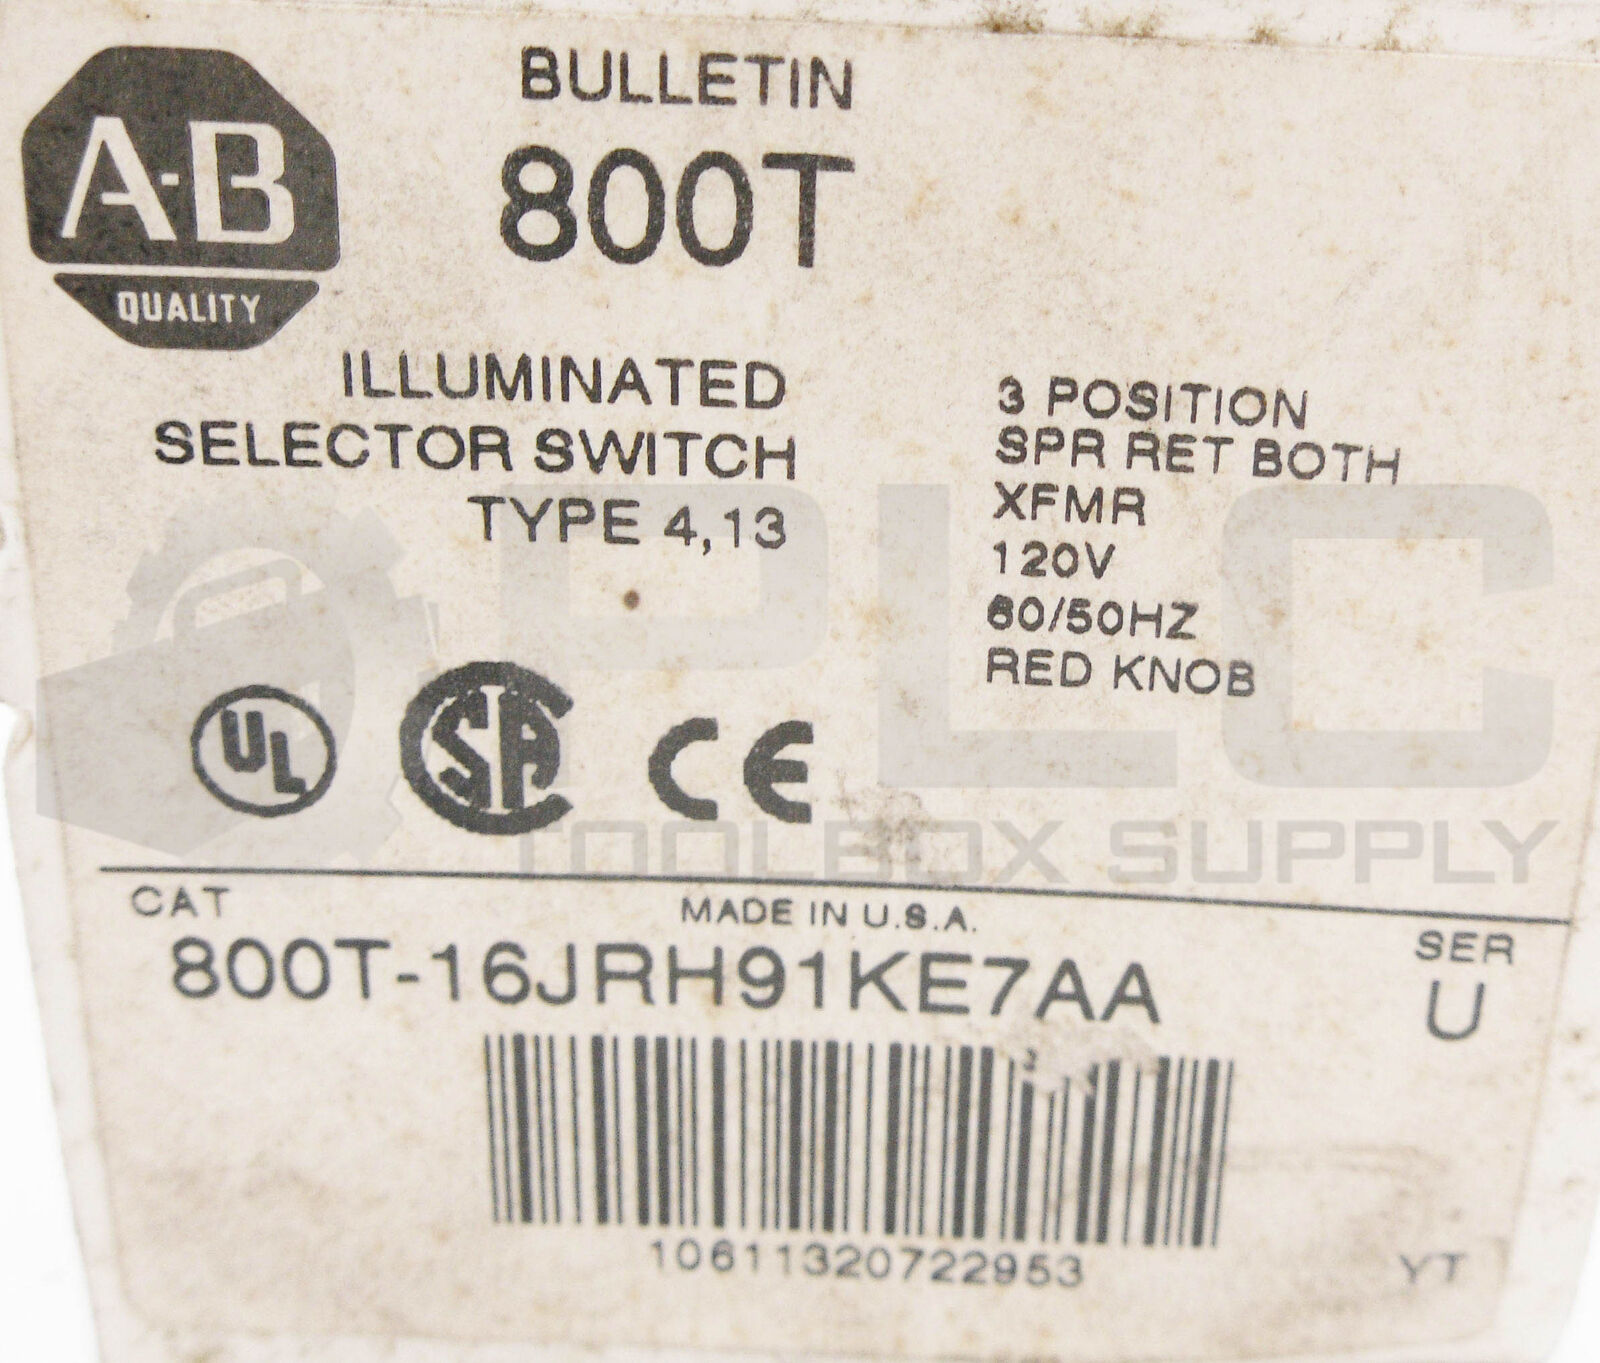 BULLETIN
800T
A-B
QUALITY
ILLUMINATED
SELECTOR SWITCH
TYPE 4,13
3 POSITION
SPR RET BOTH
XFMR
120V
60/50HZ
RED KNOB
UL
CSA
CE
PLC
TOOLBOX SUPPLY
CAT
MADE IN U.S.A.
SER
800T-16JRH91KE7AA
U
10611320722953
YT